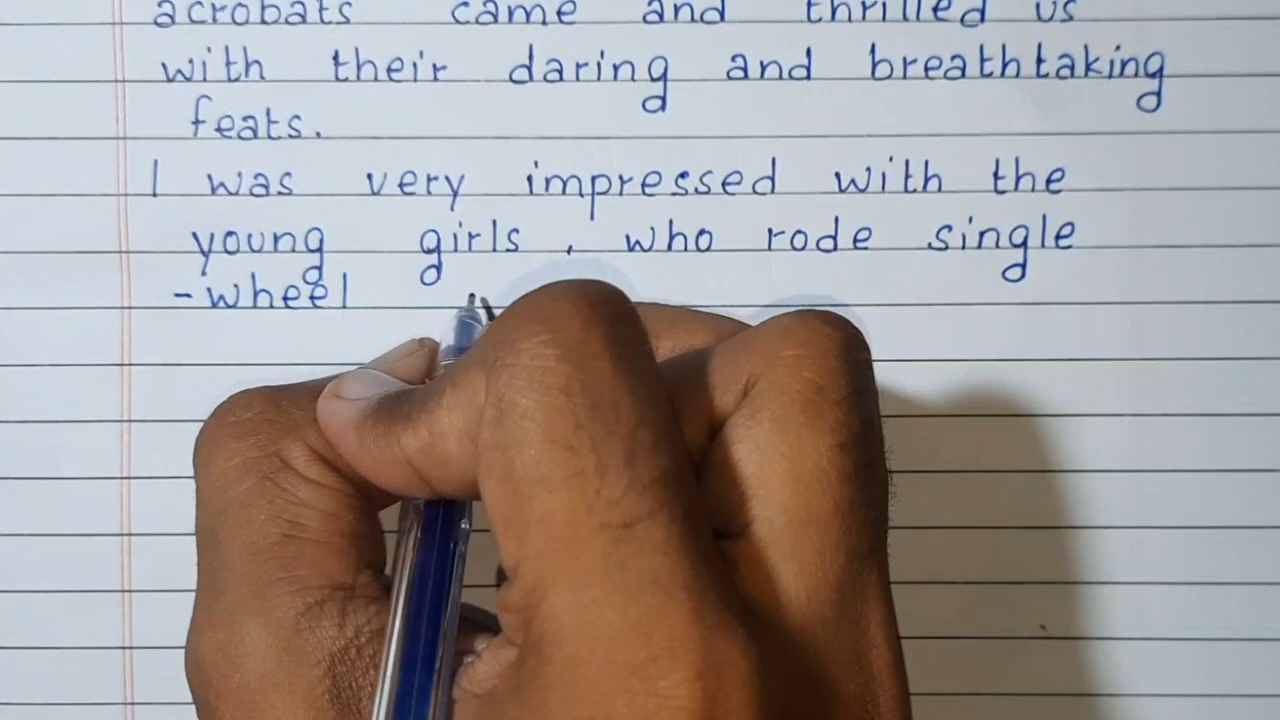 acrobats came and thrilled us
with their daring and breathtaking
feats.
I was very impressed with the
young girls , who rode single
-wheel